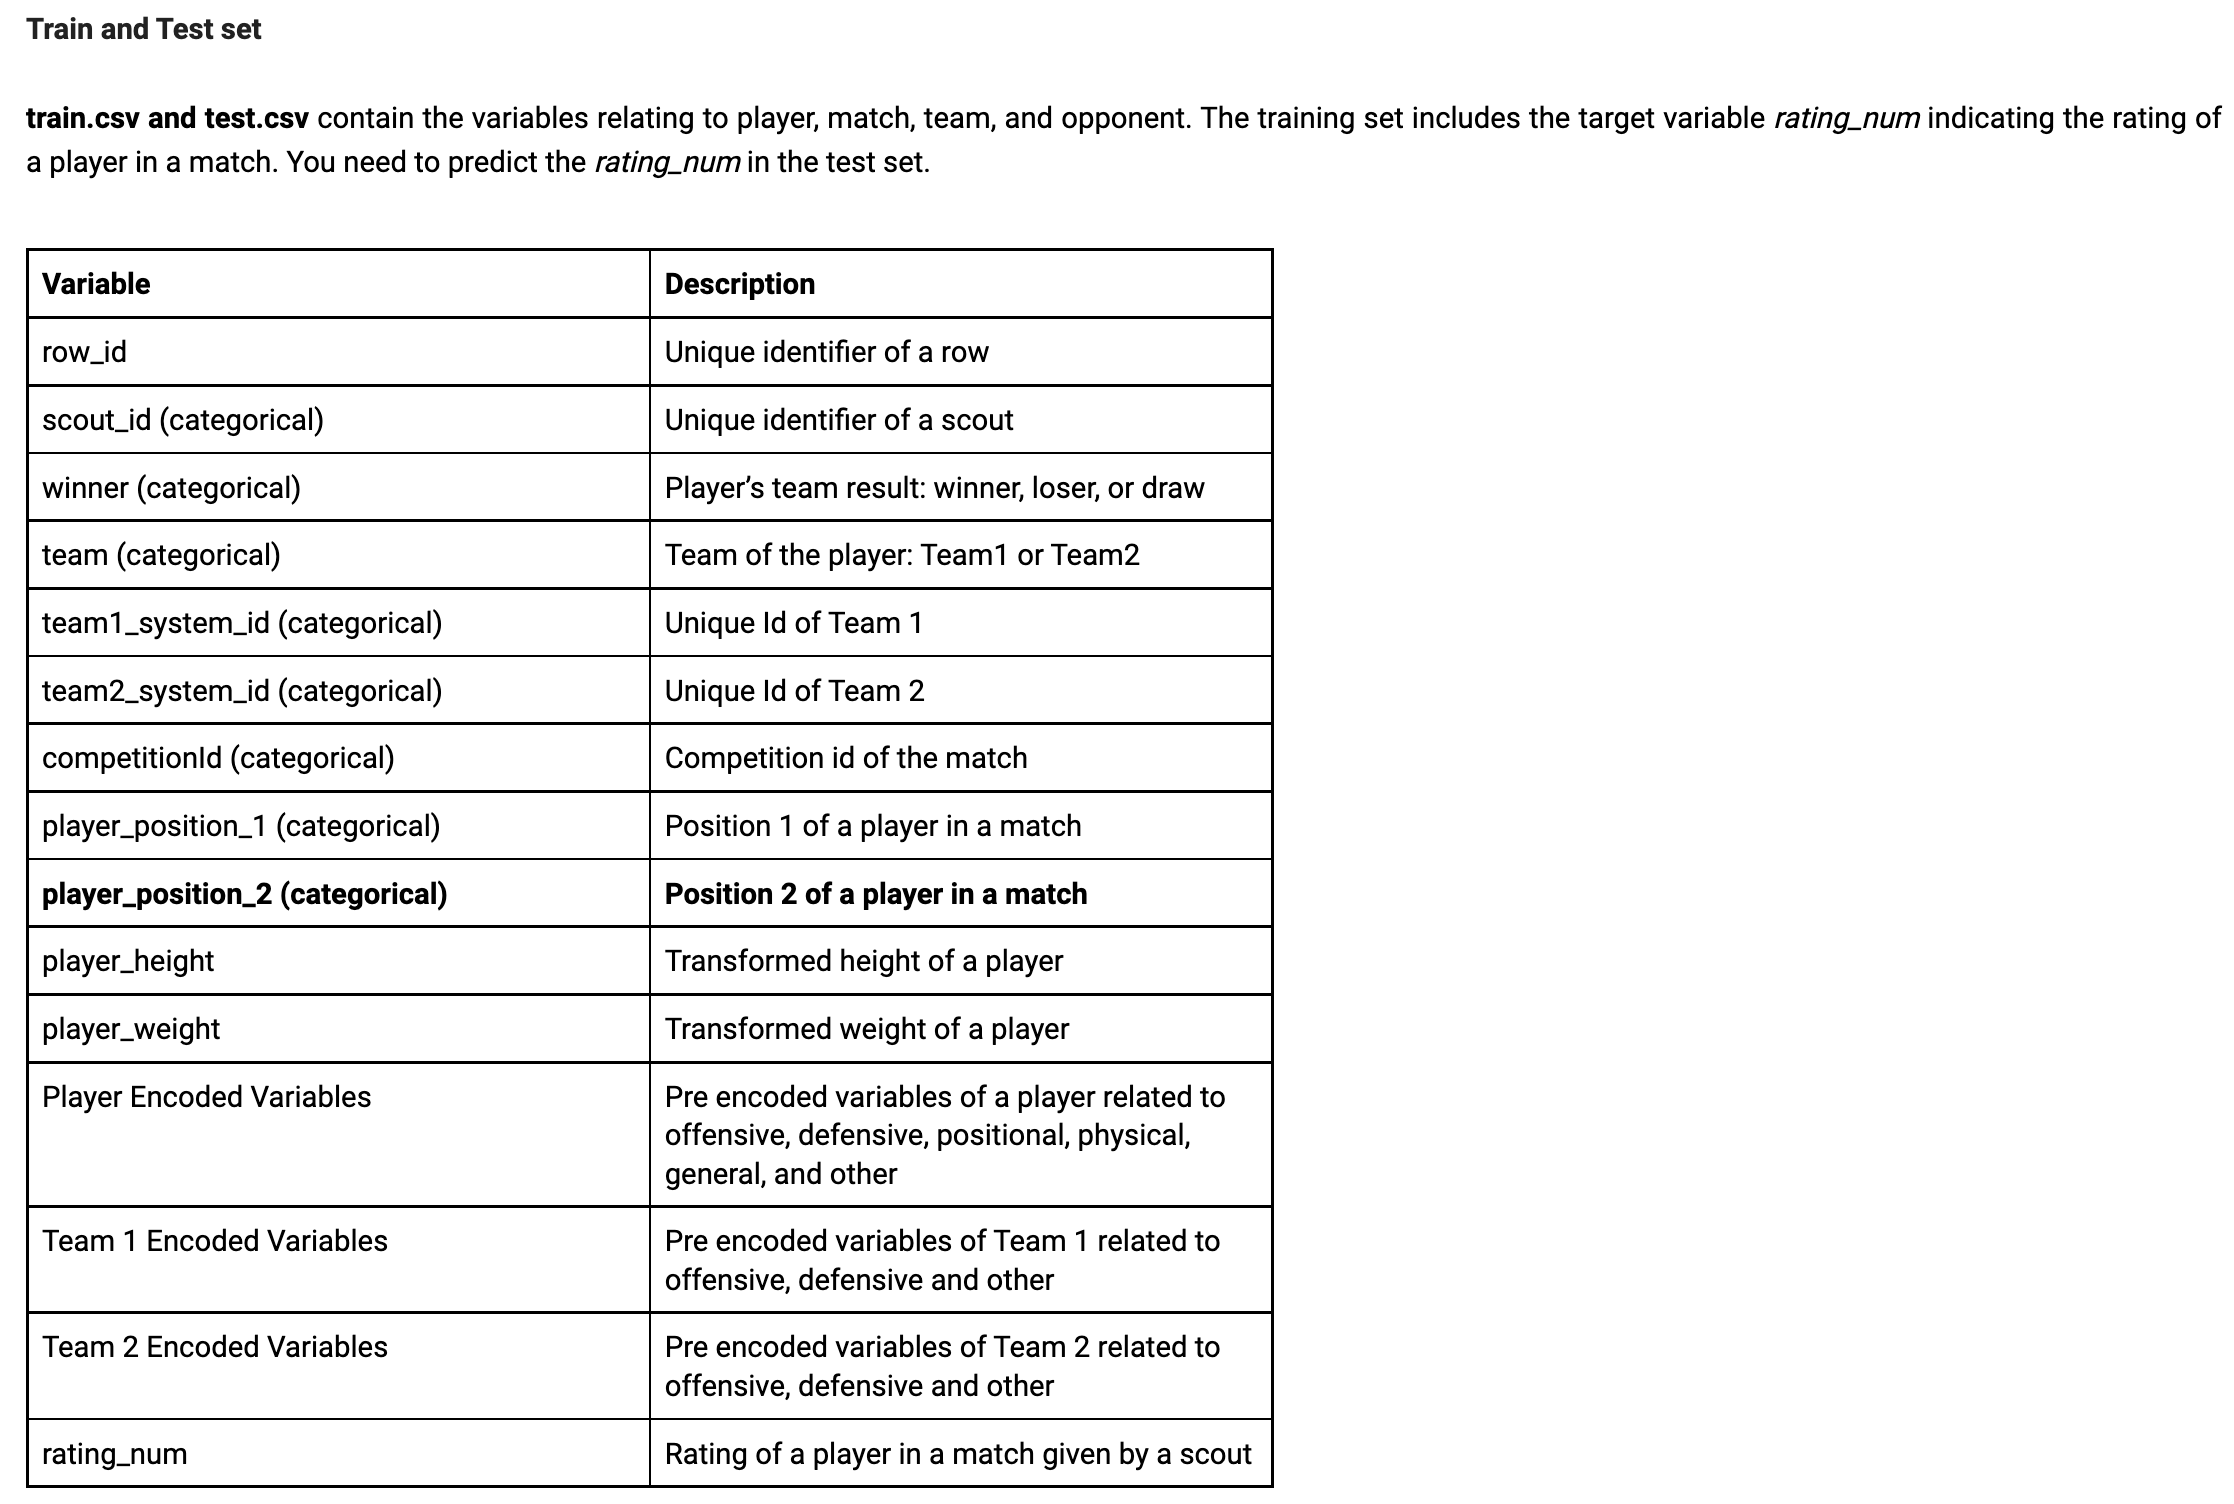 Train and Test set
train.csv and test.csv contain the variables relating to player, match, team, and opponent. The training set includes the target variable rating_num indicating the rating of
a player in a match. You need to predict the rating_num in the test set.
Variable Description
row_id Unique identifier of a row
scout_id (categorical) Unique identifier of a scout
winner (categorical) Player’s team result: winner, loser, or draw
team (categorical) Team of the player: Team1 or Team2
team1_system_id (categorical) Unique Id of Team 1
team2_system_id (categorical) Unique Id of Team 2
competitionId (categorical) Competition id of the match
player_position_1 (categorical) Position 1 of a player in a match
player_position_2 (categorical) Position 2 of a player in a match
player_height Transformed height of a player
player_weight Transformed weight of a player
Player Encoded Variables Pre encoded variables of a player related to
offensive, defensive, positional, physical,
general, and other
Team 1 Encoded Variables Pre encoded variables of Team 1 related to
offensive, defensive and other
Team 2 Encoded Variables Pre encoded variables of Team 2 related to
offensive, defensive and other
rating_num Rating of a player in a match given by a scout